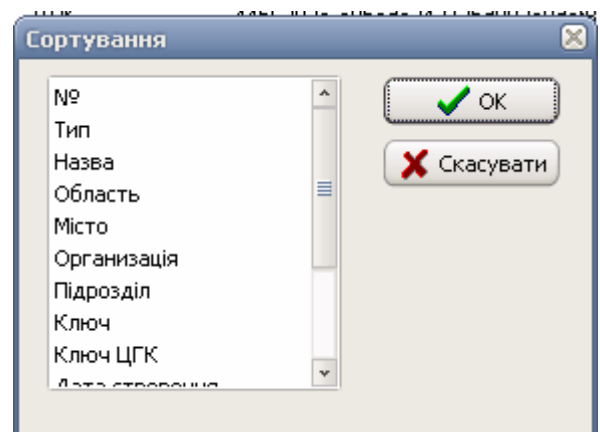 Сортування
№
Тип
Назва
Область
Місто
Организація
Підрозділ
Ключ
Ключ ЦГК
OK
Скасувати